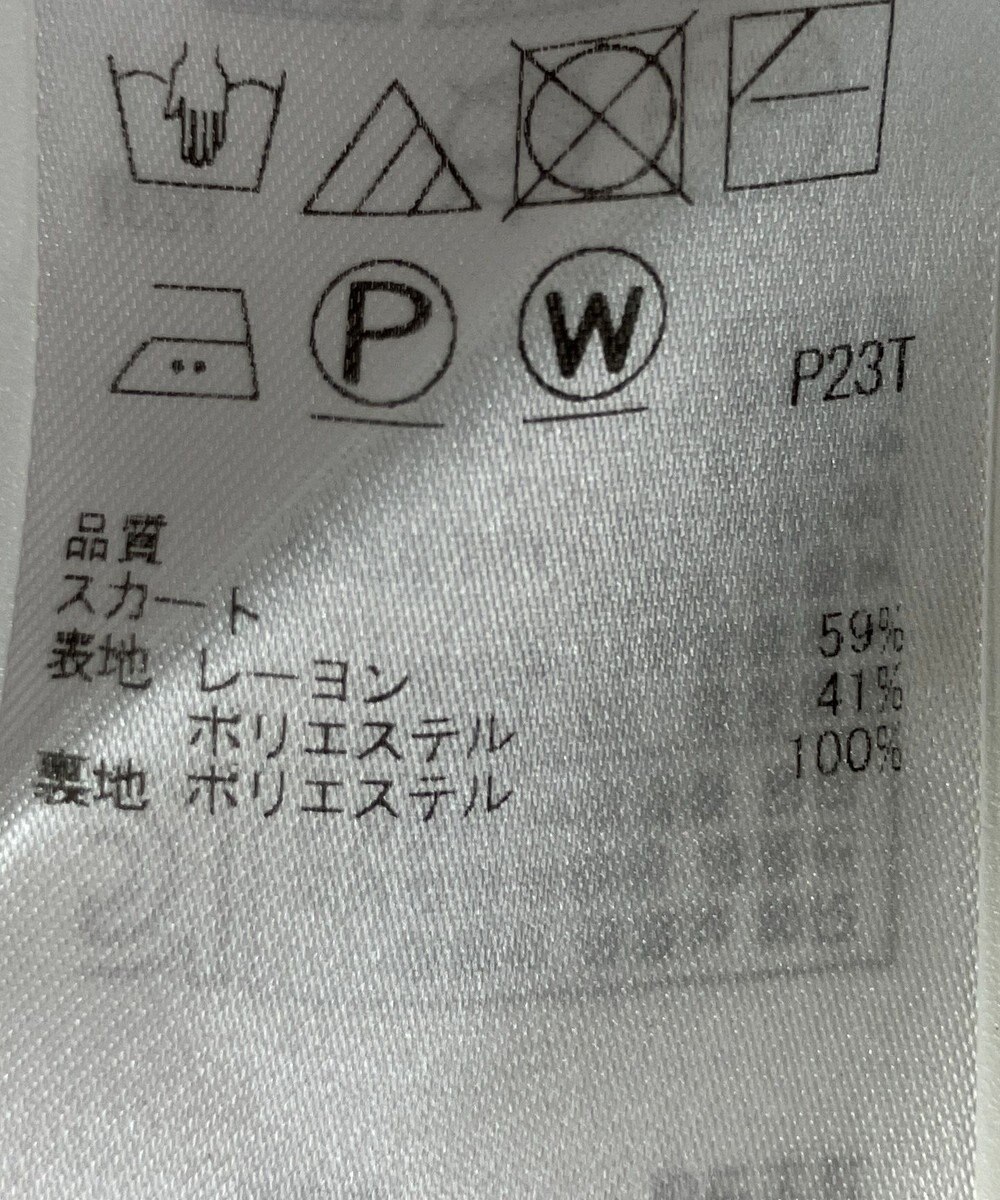 P W
P23T
品質
スカート
表地 レーヨン 59%
ポリエステル 41%
裏地 ポリエステル 100%